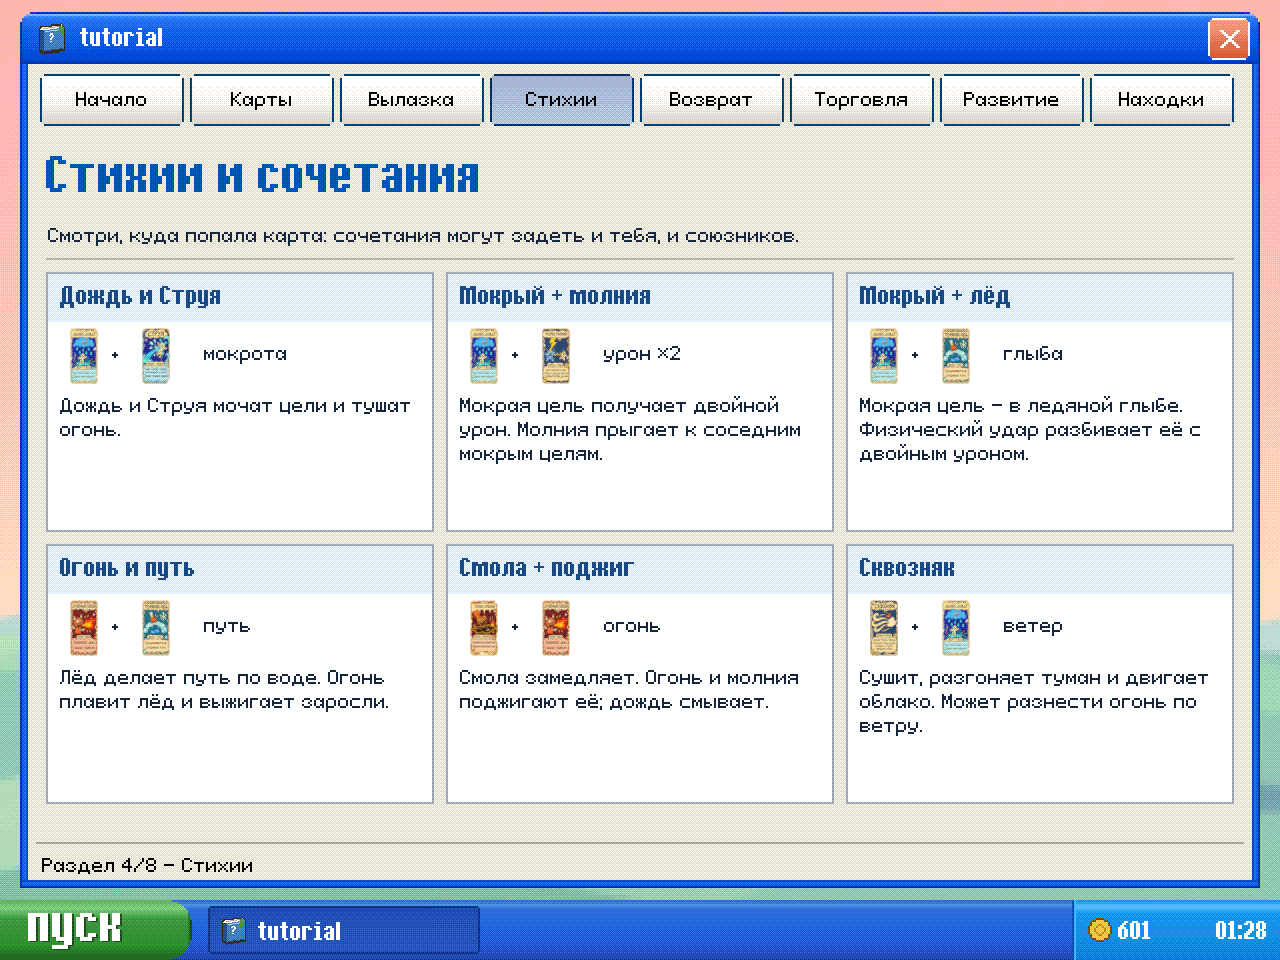 tutorial
Начало Карты Вылазка Стихии Возврат Торговля Развитие Находки
Стихии и сочетания
Смотри, куда попала карта: сочетания могут задеть и тебя, и союзников.
Дождь и Струя
+ мокрота
Дождь и Струя мочат цели и тушат
огонь.
Мокрый + молния
+ урон ×2
Мокрая цель получает двойной
урон. Молния прыгает к соседним
мокрым целям.
Мокрый + лёд
+ глыба
Мокрая цель – в ледяной глыбе.
Физический удар разбивает её с
двойным уроном.
Огонь и путь
+ путь
Лёд делает путь по воде. Огонь
плавит лёд и выжигает заросли.
Смола + поджиг
+ огонь
Смола замедляет. Огонь и молния
поджигают её; дождь смывает.
Сквозняк
+ ветер
Сушит, разгоняет туман и двигает
облако. Может разнести огонь по
ветру.
Раздел 4/8 – Стихии
пуск
tutorial
601
01:28